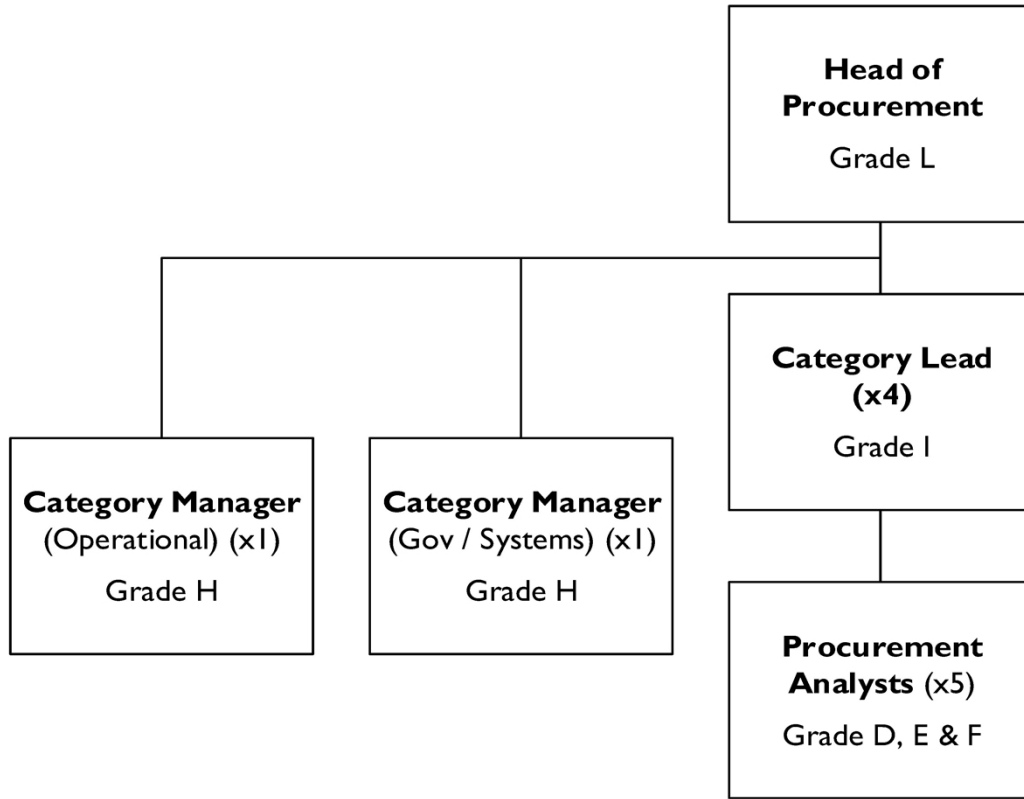 Head of
Procurement
Grade L
Category Lead
(x4)
Grade I
Category Manager
(Operational) (x1)
Grade H
Category Manager
(Gov / Systems) (x1)
Grade H
Procurement
Analysts (x5)
Grade D, E & F